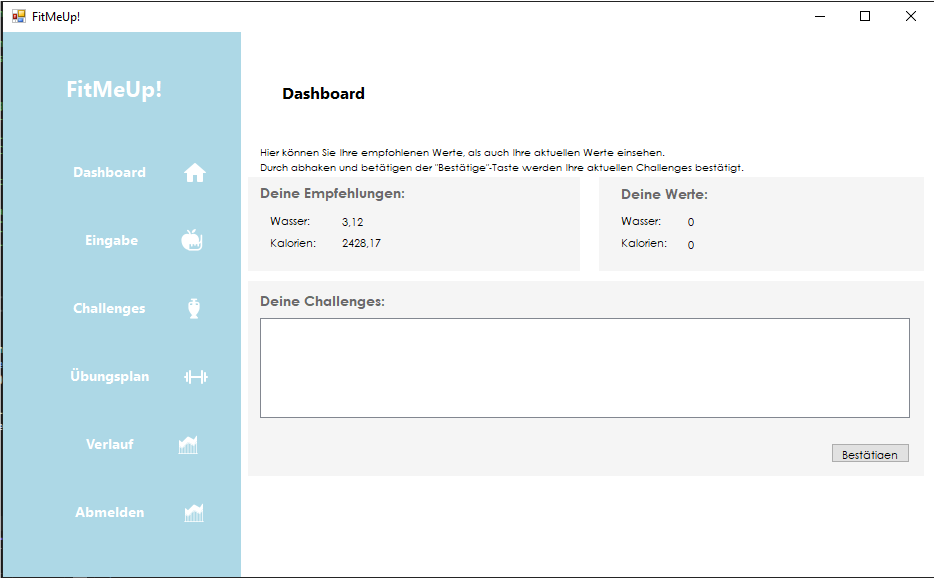 FitMeUp!
FitMeUp!
Dashboard
Eingabe
Challenges
Übungsplan
Verlauf
Abmelden
Dashboard
Hier können Sie Ihre empfohlenen Werte, als auch Ihre aktuellen Werte einsehen.
Durch abhaken und betätigen der "Bestätige"-Taste werden Ihre aktuellen Challenges bestätigt.
Deine Empfehlungen:
Wasser: 3,12
Kalorien: 2428,17
Deine Werte:
Wasser: 0
Kalorien: 0
Deine Challenges:
Bestätigen